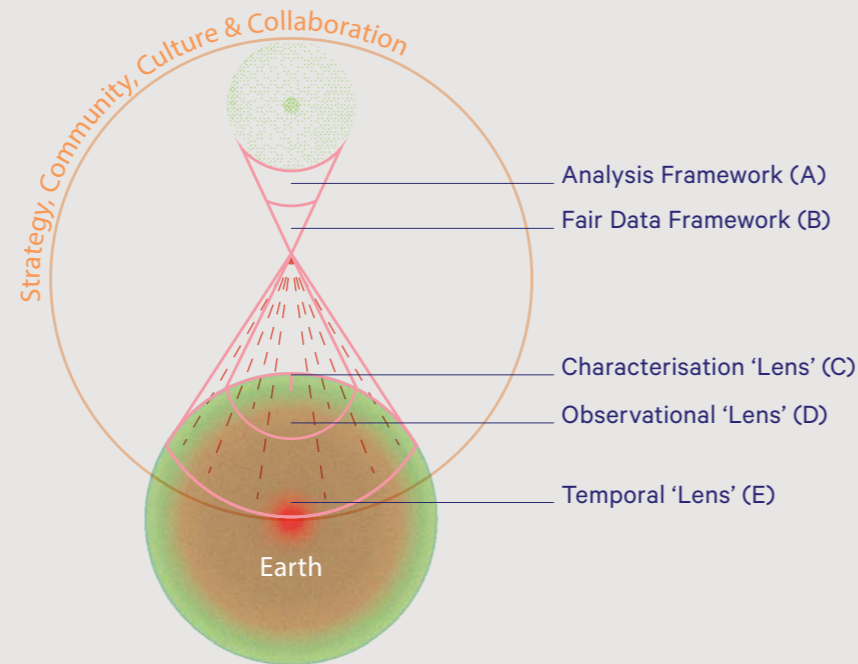 Strategy, Community, Culture & Collaboration
Analysis Framework (A)
Fair Data Framework (B)
Characterisation ‘Lens’ (C)
Observational ‘Lens’ (D)
Temporal ‘Lens’ (E)
Earth